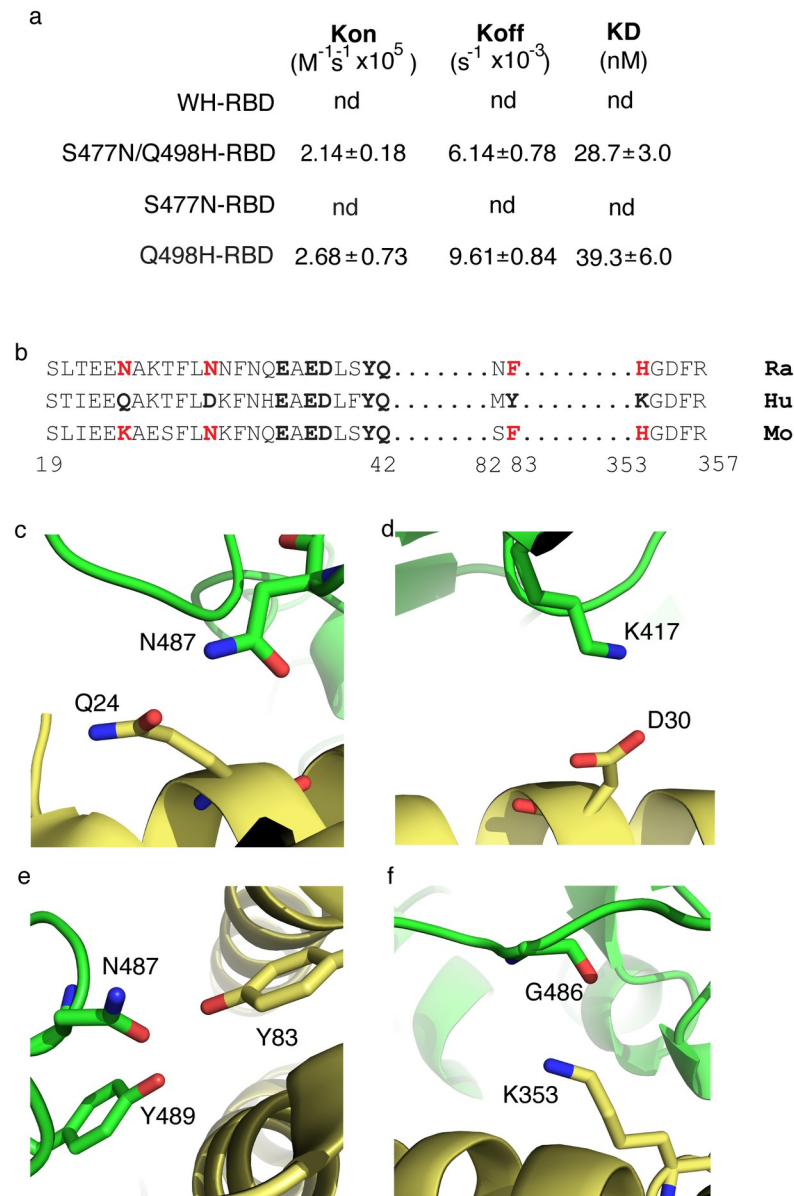 a
Kon Koff KD
(M-1s-1 x10^5 ) (s-1 x10-3) (nM)
WH-RBD nd nd nd
S477N/Q498H-RBD 2.14±0.18 6.14±0.78 28.7±3.0
S477N-RBD nd nd nd
Q498H-RBD 2.68±0.73 9.61±0.84 39.3±6.0
b
SLTEENAKTFLNNFNQEAEDLSYQ........NF........HGDFR Ra
STIEEQAKTFLDKFNHEAEDLFYQ........MY........KGDFR Hu
SLIEEKAESFLNKFNQEAEDLSYQ........SF........HGDFR Mo
19 42 82 83 353 357
c
N487
Q24
d
K417
D30
e
N487
Y83
Y489
f
G486
K353